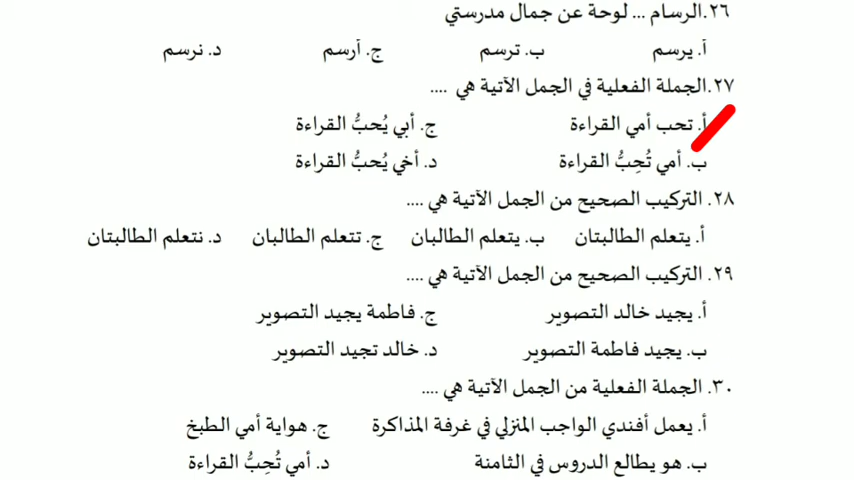 ٢٦.الرسام ... لوحة عن جمال مدرستي
أ. يرسم ب. ترسم ج. أرسم د. نرسم
٢٧.الجملة الفعلية في الجمل الآتية هي ....
أ. تحب أمي القراءة ج. أبي يُحبُّ القراءة
ب. أمي تُحِبُّ القراءة د. أخي يُحبُّ القراءة
٢٨. التركيب الصحيح من الجمل الآتية هي ....
أ. يتعلم الطالبتان ب. يتعلم الطالبان ج. تتعلم الطالبان د. نتعلم الطالبتان
٢٩. التركيب الصحيح من الجمل الآتية هي ....
أ. يجيد خالد التصوير ج. فاطمة يجيد التصوير
ب. يجيد فاطمة التصوير د. خالد تجيد التصوير
٣٠. الجملة الفعلية من الجمل الآتية هي ....
أ. يعمل أفندي الواجب المنزلي في غرفة المذاكرة ج. هواية أمي الطبخ
ب. هو يطالع الدروس في الثامنة د. أمي تُحِبُّ القراءة